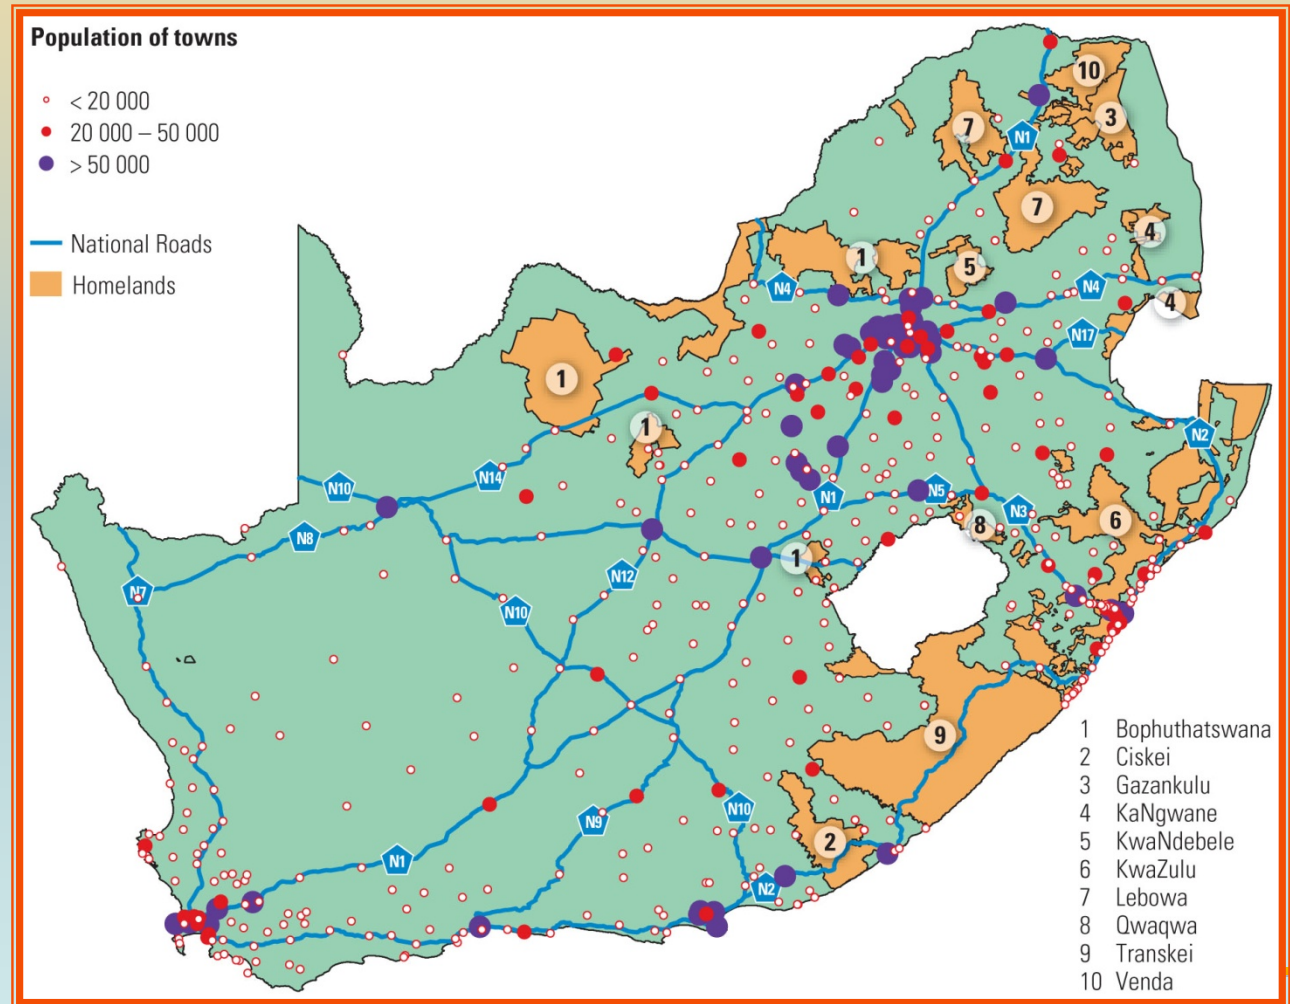 Population of towns
< 20 000
20 000 – 50 000
> 50 000
National Roads
Homelands
10
7
3
N1
7
4
1
5
N4
N4
4
N17
1
1
N2
N14
N10
N1
N5
N3
8
6
N8
1
N12
N7
N10
9
N10
N9
2
N1
N2
1 Bophuthatswana
2 Ciskei
3 Gazankulu
4 KaNgwane
5 KwaNdebele
6 KwaZulu
7 Lebowa
8 Qwaqwa
9 Transkei
10 Venda